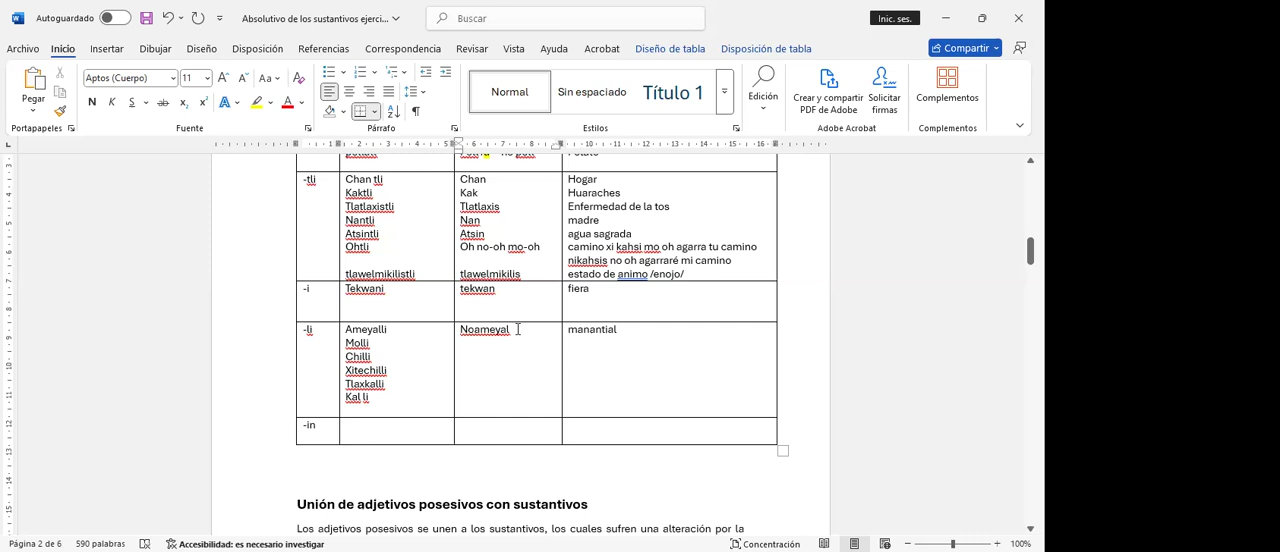 Autoguardado
Absolutivo de los sustantivos ejerci...
Buscar
Inic. ses.
Archivo Inicio Insertar Dibujar Diseño Disposición Referencias Correspondencia Revisar Vista Ayuda Acrobat Diseño de tabla Disposición de tabla
Compartir
Pegar
Portapapeles
Aptos (Cuerpo) 11
N K S ab x₂ x²
Fuente
Párrafo
Normal
Sin espaciado
Título 1
Estilos
Edición
Crear y compartir PDF de Adobe
Solicitar firmas
Adobe Acrobat
Complementos
Complementos
-tli Chan tli Chan Hogar
Kaktli Kak Huaraches
Tlatlaxistli Tlatlaxis Enfermedad de la tos
Nantli Nan madre
Atsintli Atsin agua sagrada
Ohtli Oh no-oh mo-oh camino xi kahsi mo oh agarra tu camino
nikahsis no oh agarraré mi camino
tlawelmikilistli tlawelmikilis estado de animo /enojo/
-i Tekwani tekwan fiera
-li Ameyalli Noameyal manantial
Molli
Chilli
Xitechilli
Tlaxkalli
Kal li
-in
Unión de adjetivos posesivos con sustantivos
Los adjetivos posesivos se unen a los sustantivos, los cuales sufren una alteración por la
Página 2 de 6 590 palabras Accesibilidad: es necesario investigar Concentración 100%